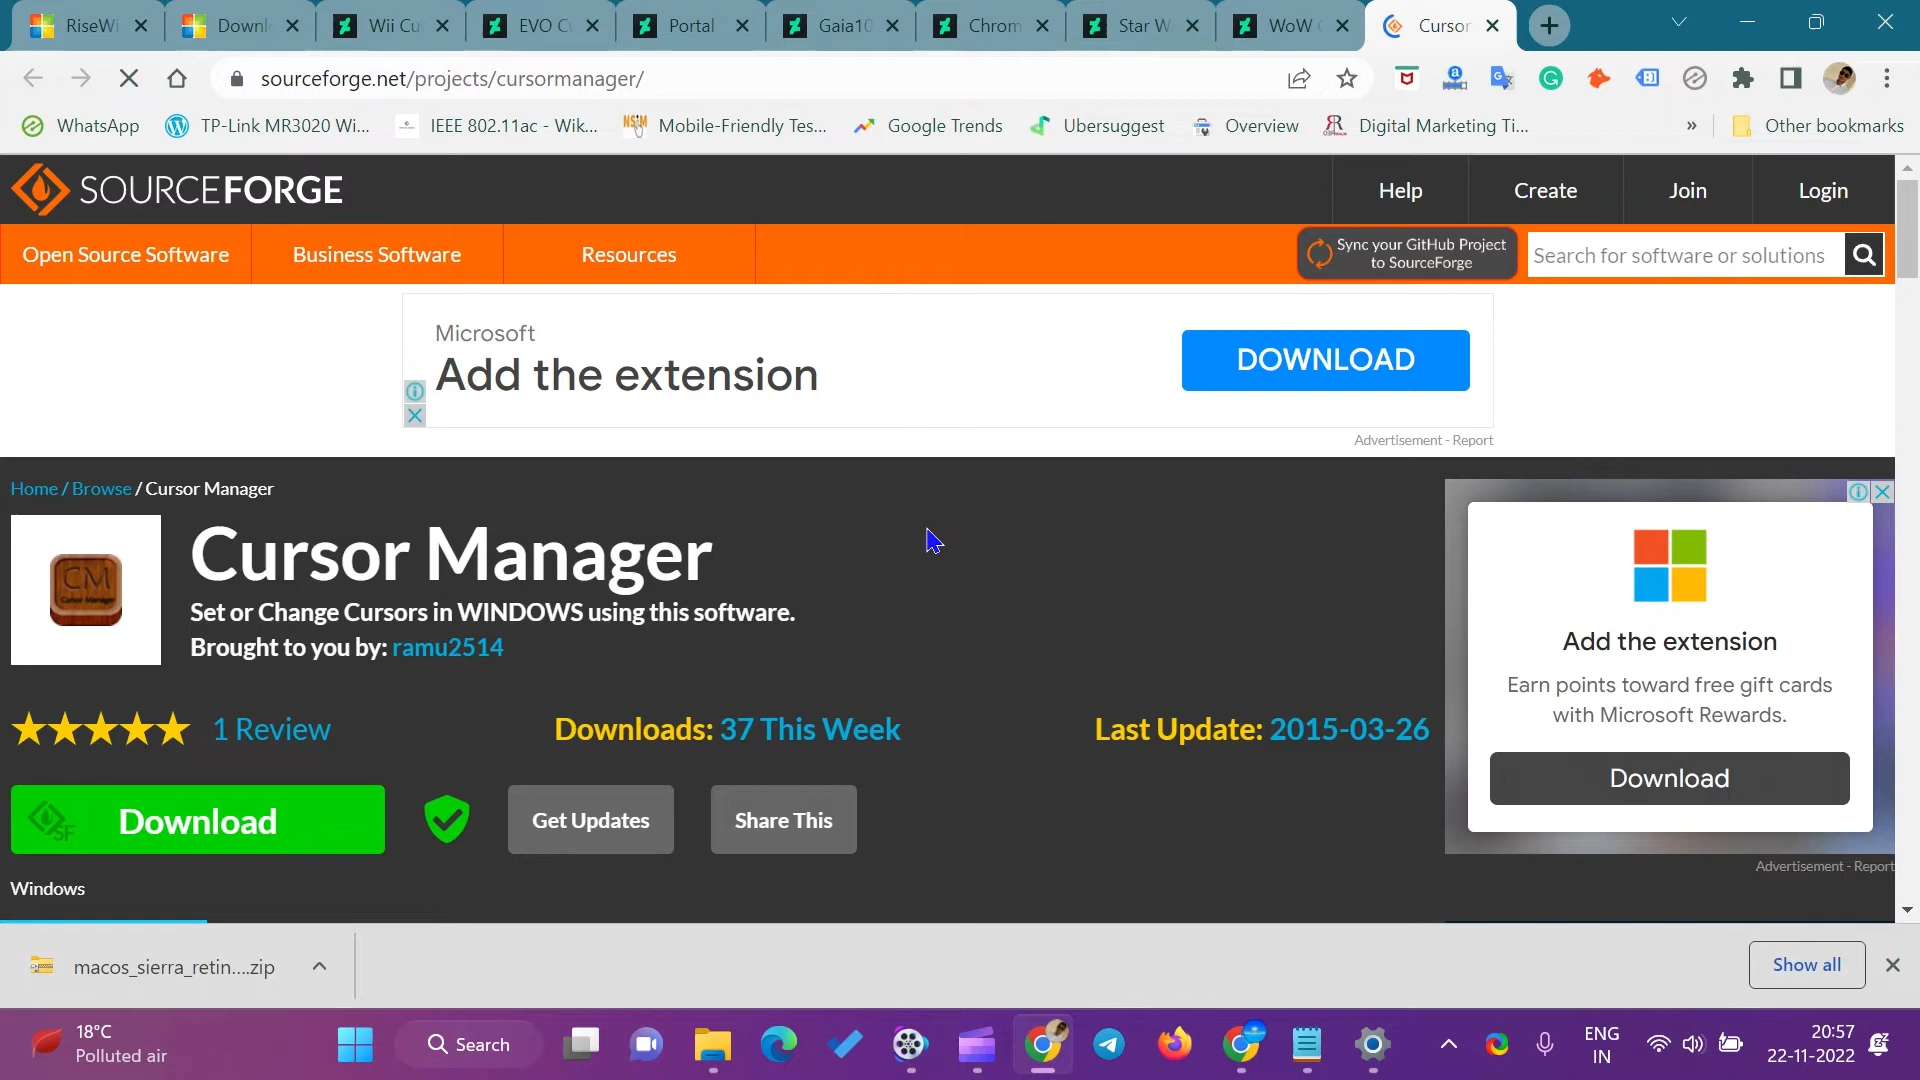 RiseWi
Downl
Wii Cu
EVO C
Portal
Gaia10
Chrom
Star W
WoW C
Cursor
sourceforge.net/projects/cursormanager/
WhatsApp
TP-Link MR3020 Wi...
IEEE 802.11ac - Wik...
Mobile-Friendly Tes...
Google Trends
Ubersuggest
Overview
Digital Marketing Ti...
»
Other bookmarks
SOURCEFORGE
Help
Create
Join
Login
Open Source Software
Business Software
Resources
Sync your GitHub Project
to SourceForge
Search for software or solutions
Microsoft
Add the extension
DOWNLOAD
Advertisement - Report
Home / Browse / Cursor Manager
CM
Cursor Manager
Cursor Manager
Set or Change Cursors in WINDOWS using this software.
Brought to you by: ramu2514
1 Review
Downloads: 37 This Week
Last Update: 2015-03-26
SF
Download
Get Updates
Share This
Windows
Add the extension
Earn points toward free gift cards
with Microsoft Rewards.
Download
Advertisement - Report
macos_sierra_retin....zip
Show all
18°C
Polluted air
Search
ENG
IN
20:57
22-11-2022